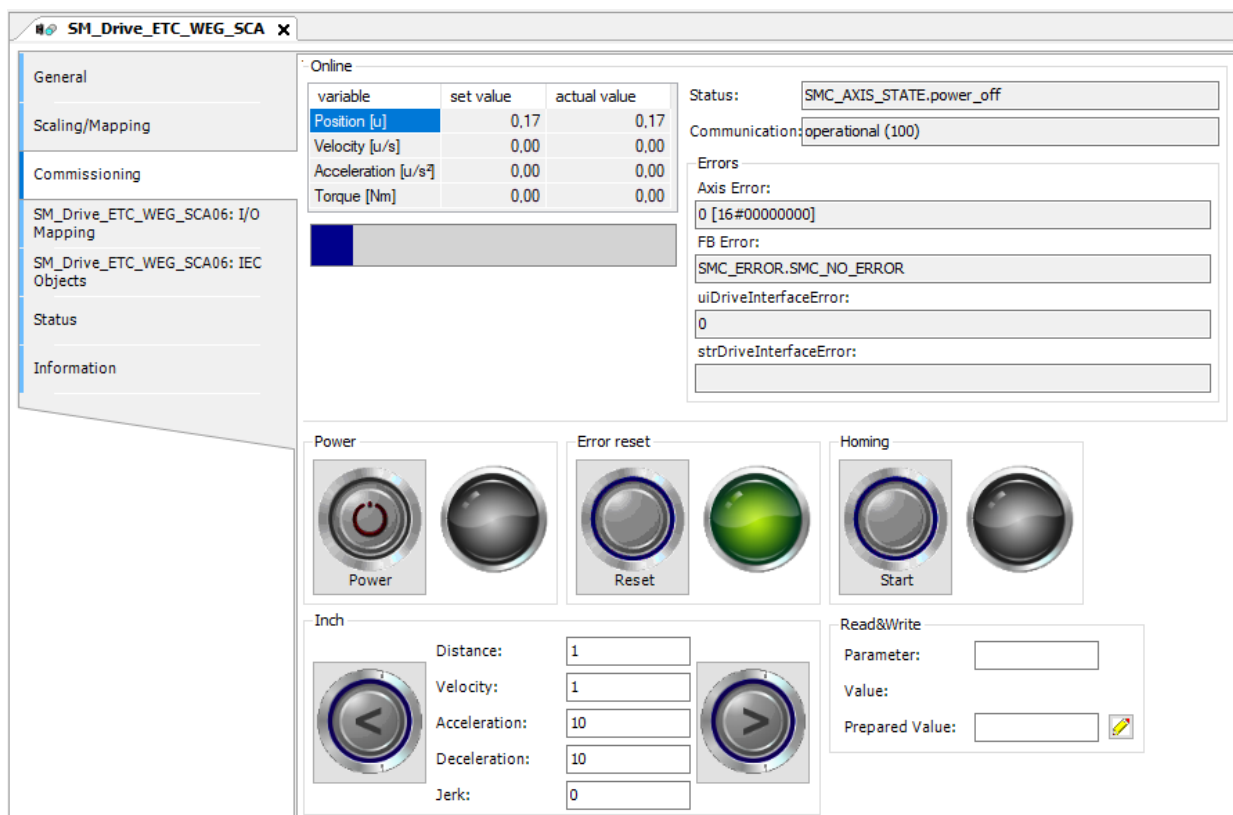 SM_Drive_ETC_WEG_SCA X
General
Scaling/Mapping
Commissioning
SM_Drive_ETC_WEG_SCA06: I/O
Mapping
SM_Drive_ETC_WEG_SCA06: IEC
Objects
Status
Information
Online
variable set value actual value
Position [u] 0,17 0,17
Velocity [u/s] 0,00 0,00
Acceleration [u/s²] 0,00 0,00
Torque [Nm] 0,00 0,00
Status: SMC_AXIS_STATE.power_off
Communication: operational (100)
Errors
Axis Error:
0 [16#00000000]
FB Error:
SMC_ERROR.SMC_NO_ERROR
uiDriveInterfaceError:
0
strDriveInterfaceError:
Power
Power
Error reset
Reset
Homing
Start
Inch
<
Distance: 1
Velocity: 1
Acceleration: 10
Deceleration: 10
Jerk: 0
>
Read&Write
Parameter:
Value:
Prepared Value: